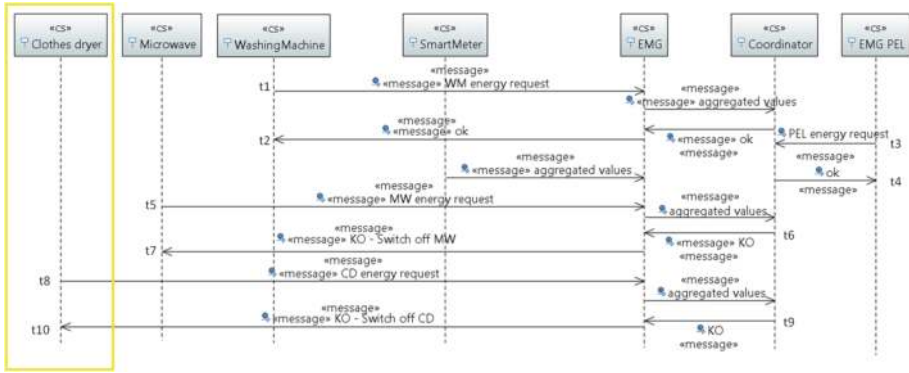 «CS» «CS» «CS» «CS» «CS» «CS» «CS»
Clothes dryer Microwave WashingMachine SmartMeter EMG Coordinator EMG PEL
«message»
t1 «message» WM energy request
«message»
«message» aggregated values
«message»
t2 «message» ok
«message» ok
«message»
PEL energy request t3
«message»
«message» aggregated values
«message»
ok
«message» t4
«message»
t5 «message» MW energy request
«message»
aggregated values
«message»
t7 «message» KO - Switch off MW
«message» KO
«message»
t6
«message»
t8 «message» CD energy request
«message»
aggregated values
«message»
t10 «message» KO - Switch off CD
KO
«message»
t9